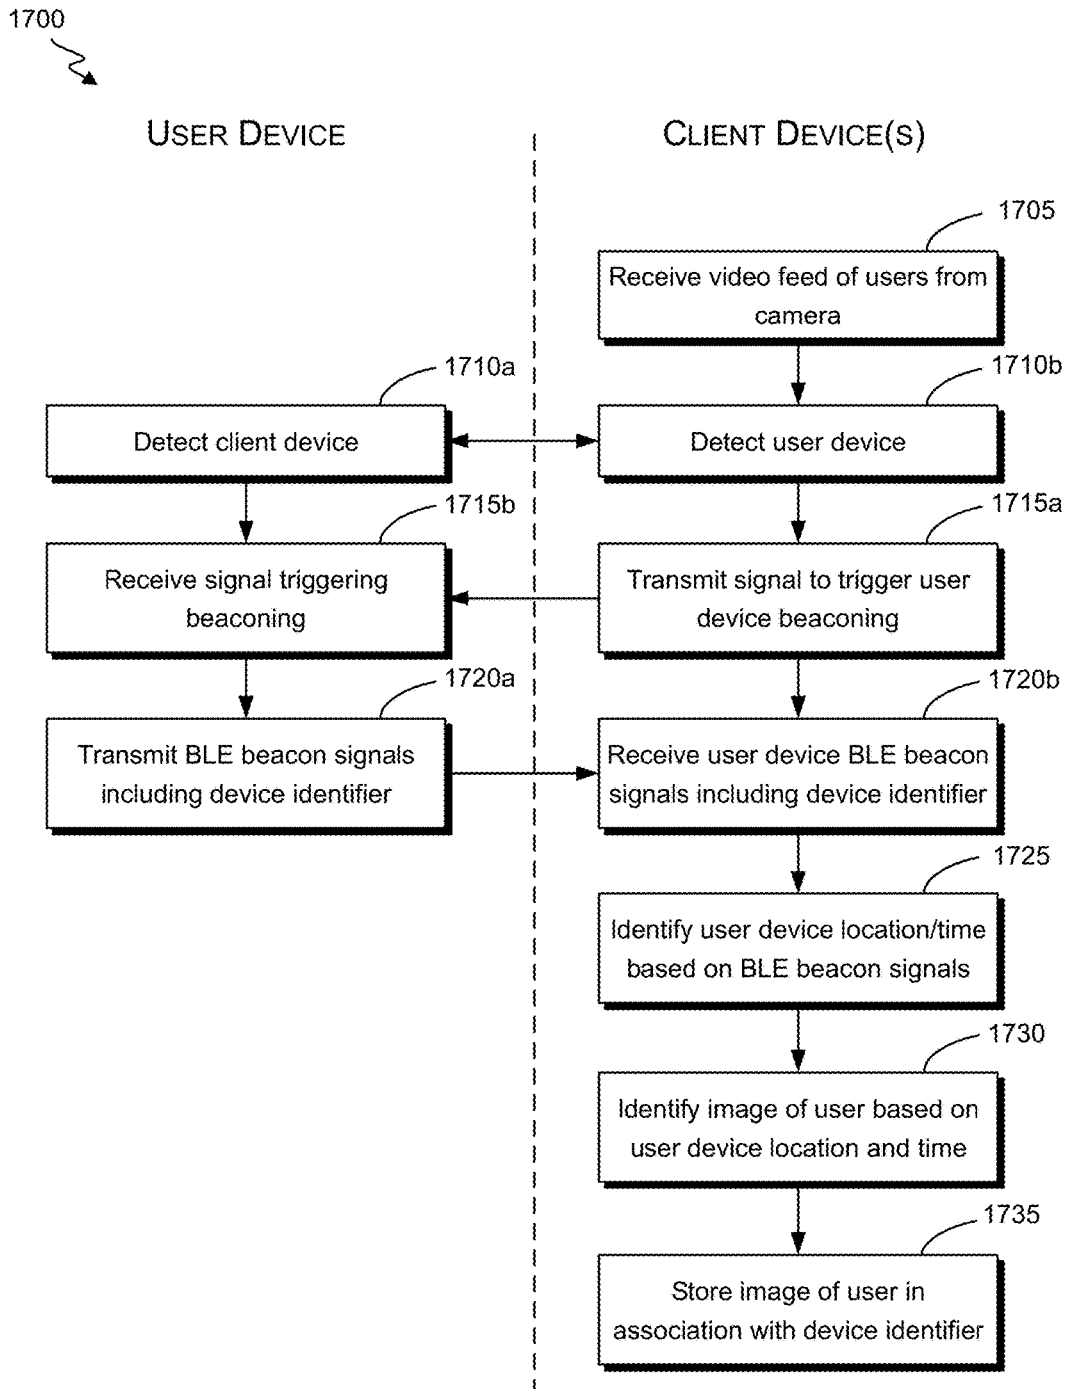 1700
USER DEVICE
CLIENT DEVICE(S)
1705
Receive video feed of users from
camera
1710a
Detect client device
1710b
Detect user device
1715b
Receive signal triggering
beaconing
1715a
Transmit signal to trigger user
device beaconing
1720a
Transmit BLE beacon signals
including device identifier
1720b
Receive user device BLE beacon
signals including device identifier
1725
Identify user device location/time
based on BLE beacon signals
1730
Identify image of user based on
user device location and time
1735
Store image of user in
association with device identifier